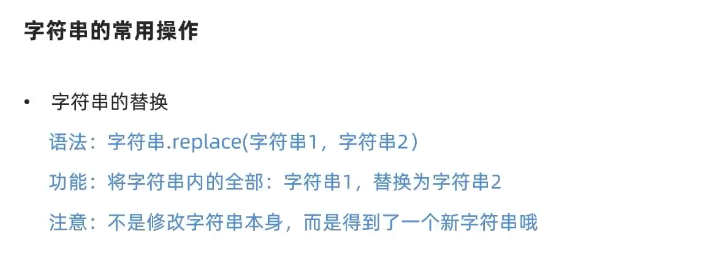 字符串的常用操作
• 字符串的替换
语法：字符串.replace(字符串1，字符串2）
功能：将字符串内的全部：字符串1，替换为字符串2
注意：不是修改字符串本身，而是得到了一个新字符串哦